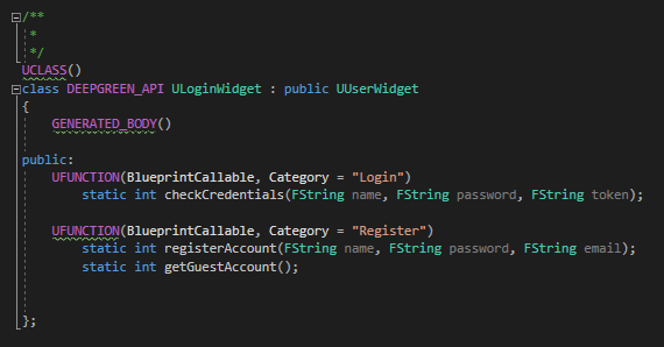 /**
*
*/
UCLASS()
class DEEPGREEN_API ULoginWidget : public UUserWidget
{
GENERATED_BODY()
public:
UFUNCTION(BlueprintCallable, Category = "Login")
static int checkCredentials(FString name, FString password, FString token);
UFUNCTION(BlueprintCallable, Category = "Register")
static int registerAccount(FString name, FString password, FString email);
static int getGuestAccount();
};